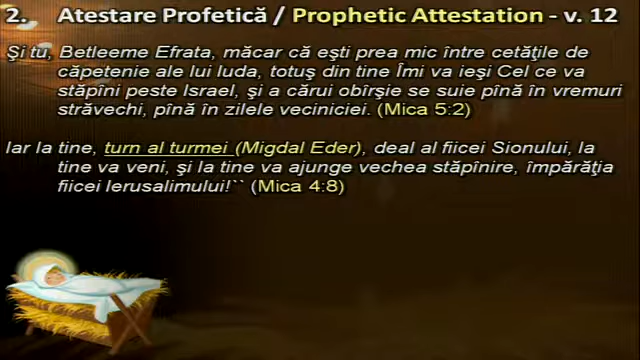 2. Atestare Profetică / Prophetic Attestation - v. 12
Şi tu, Betleeme Efrata, măcar că eşti prea mic între cetăţile de
căpetenie ale lui Iuda, totuş din tine Îmi va ieşi Cel ce va
stăpîni peste Israel, şi a cărui obîrşie se suie pînă în vremuri
străvechi, pînă în zilele veciniciei. (Mica 5:2)
Iar la tine, turn al turmei (Migdal Eder), deal al fiicei Sionului, la
tine va veni, şi la tine va ajunge vechea stăpînire, împărăţia
fiicei Ierusalimului!`` (Mica 4:8)